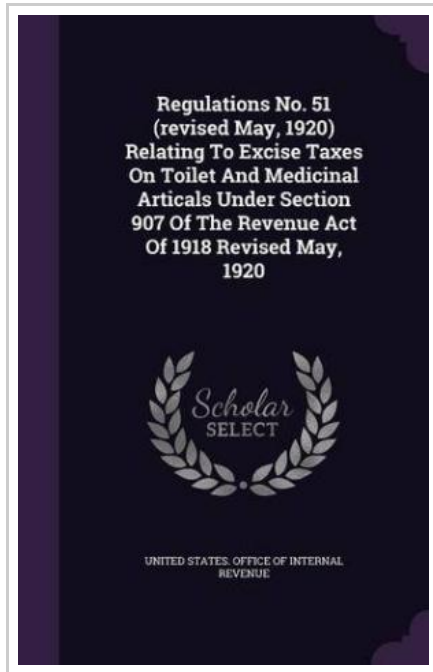 Regulations No. 51
(revised May, 1920)
Relating To Excise Taxes
On Toilet And Medicinal
Articals Under Section
907 Of The Revenue Act
Of 1918 Revised May,
1920
Scholar
SELECT
UNITED STATES. OFFICE OF INTERNAL
REVENUE